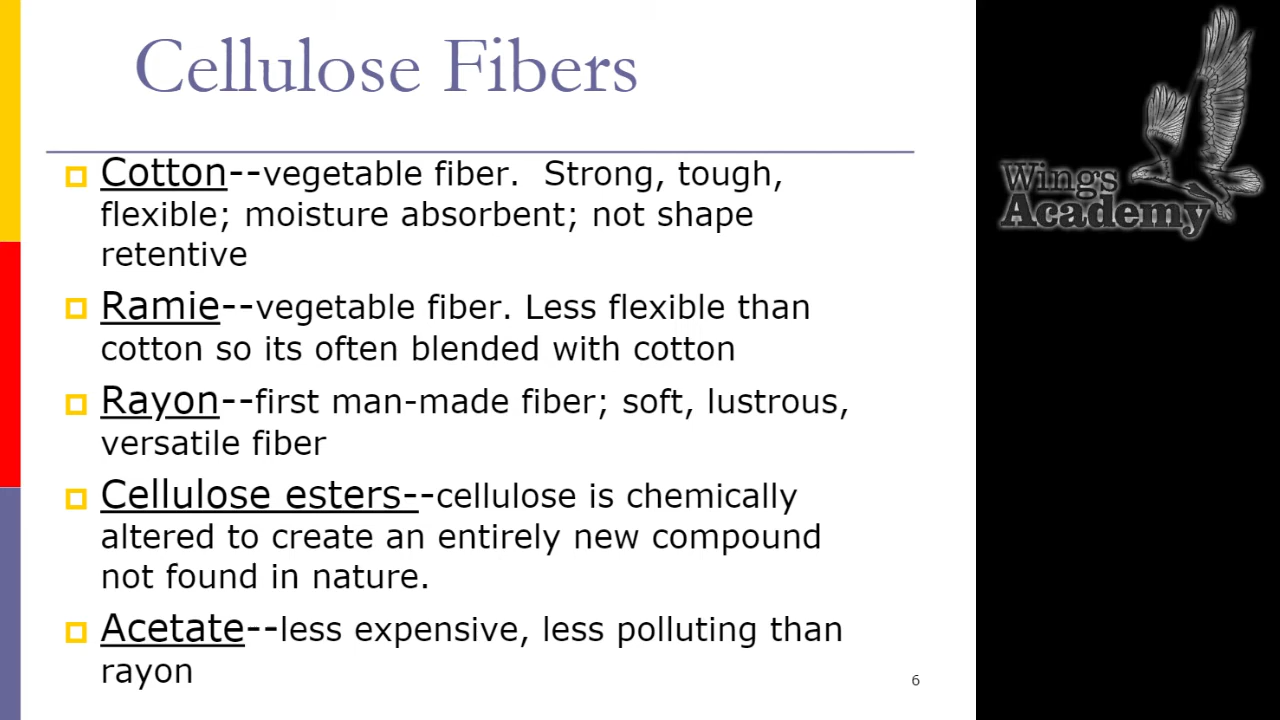 Cellulose Fibers
Cotton--vegetable fiber.  Strong, tough,
flexible; moisture absorbent; not shape
retentive
Ramie--vegetable fiber. Less flexible than
cotton so its often blended with cotton
Rayon--first man-made fiber; soft, lustrous,
versatile fiber
Cellulose esters--cellulose is chemically
altered to create an entirely new compound
not found in nature.
Acetate--less expensive, less polluting than
rayon
6
Wings
Academy